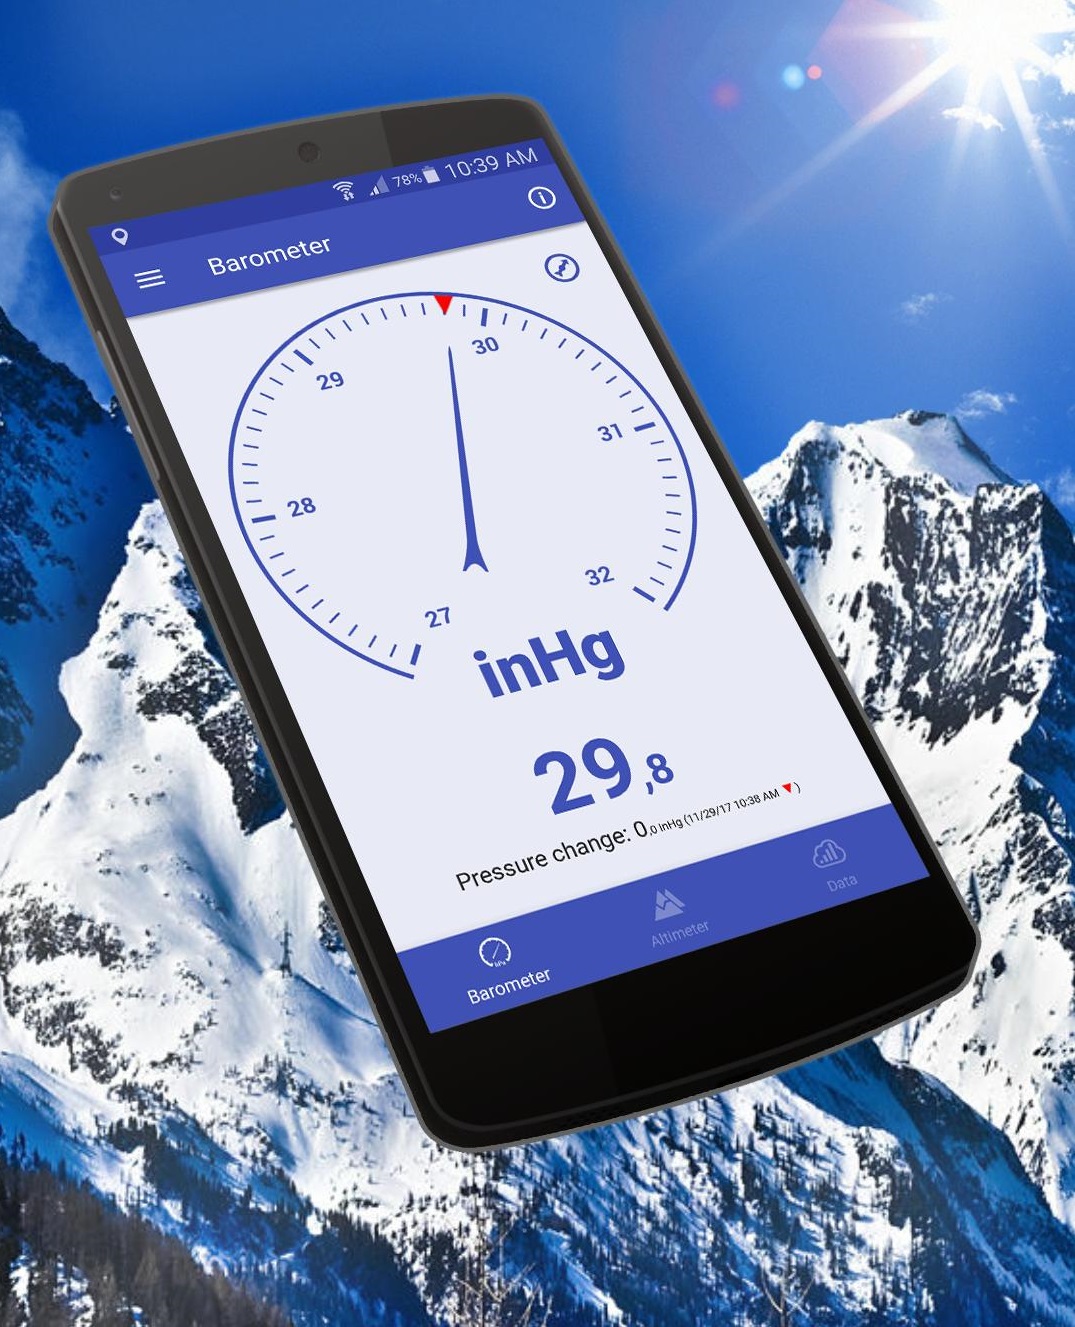 78% 10:39 AM
Barometer
30
29
31
28
32
27
inHg
29,8
Pressure change: 0,0 inHg (11/29/17 10:38 AM ▼)
Barometer
Altimeter
Data